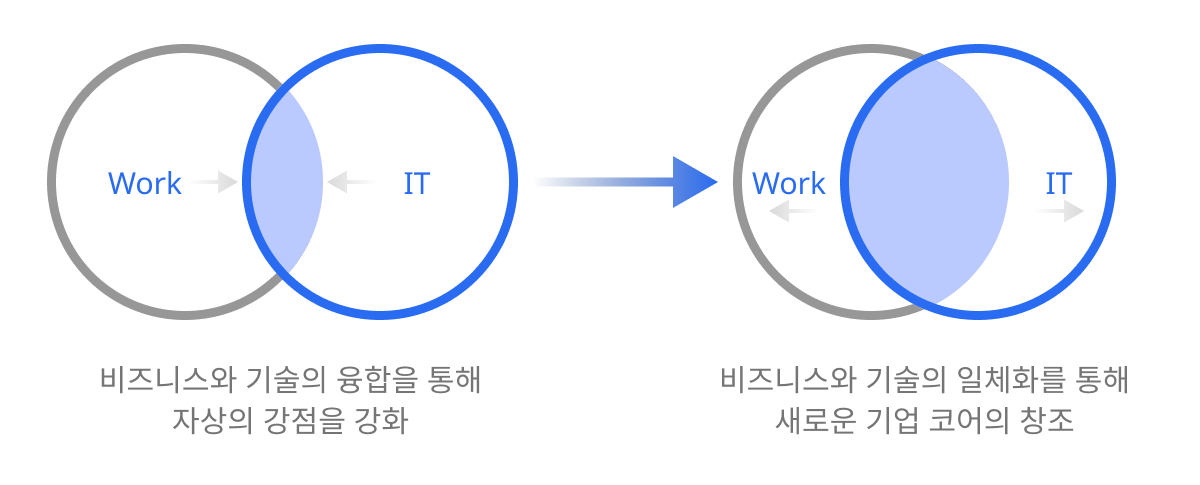 Work
IT
Work
IT
비즈니스와 기술의 융합을 통해
자상의 강점을 강화
비즈니스와 기술의 일체화를 통해
새로운 기업 코어의 창조